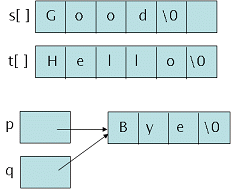 s[ ] G o o d \0
t[ ] H e l l o \0
p B y e \0
q